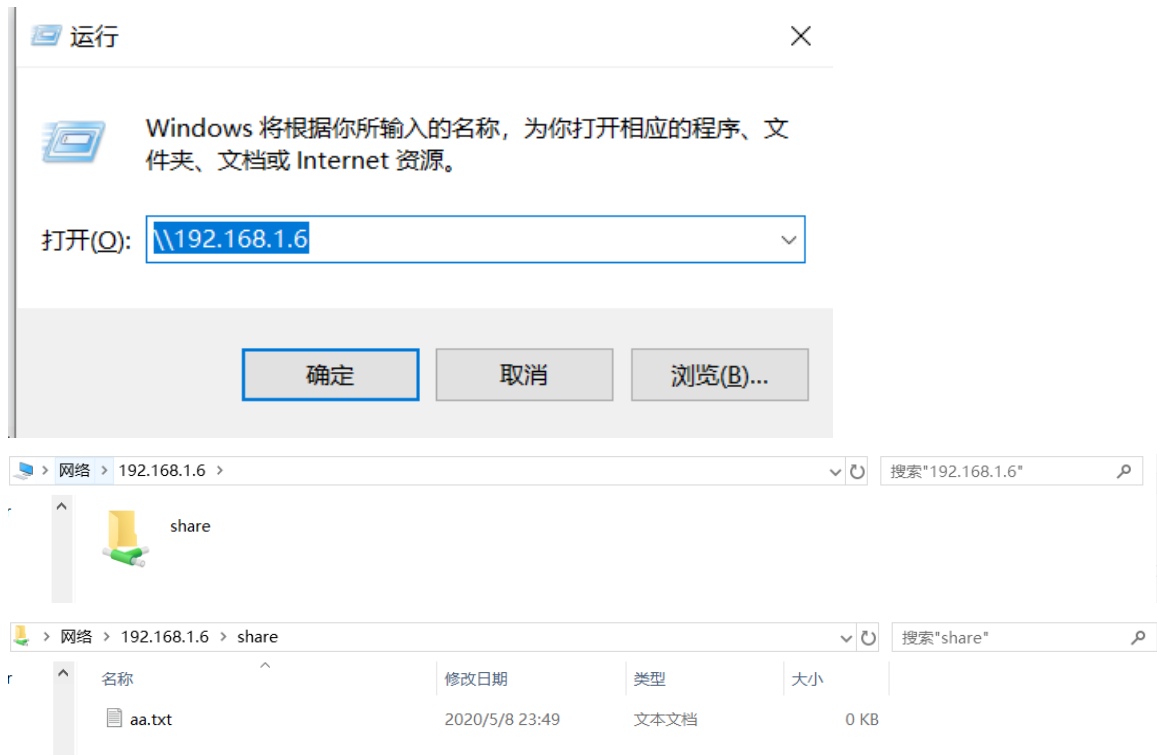 运行
Windows 将根据你所输入的名称，为你打开相应的程序、文
件夹、文档或 Internet 资源。
打开(O): \\192.168.1.6
确定 取消 浏览(B)...
网络 192.168.1.6 搜索"192.168.1.6"
share
网络 192.168.1.6 share 搜索"share"
r 名称 修改日期 类型 大小
aa.txt 2020/5/8 23:49 文本文档 0 KB